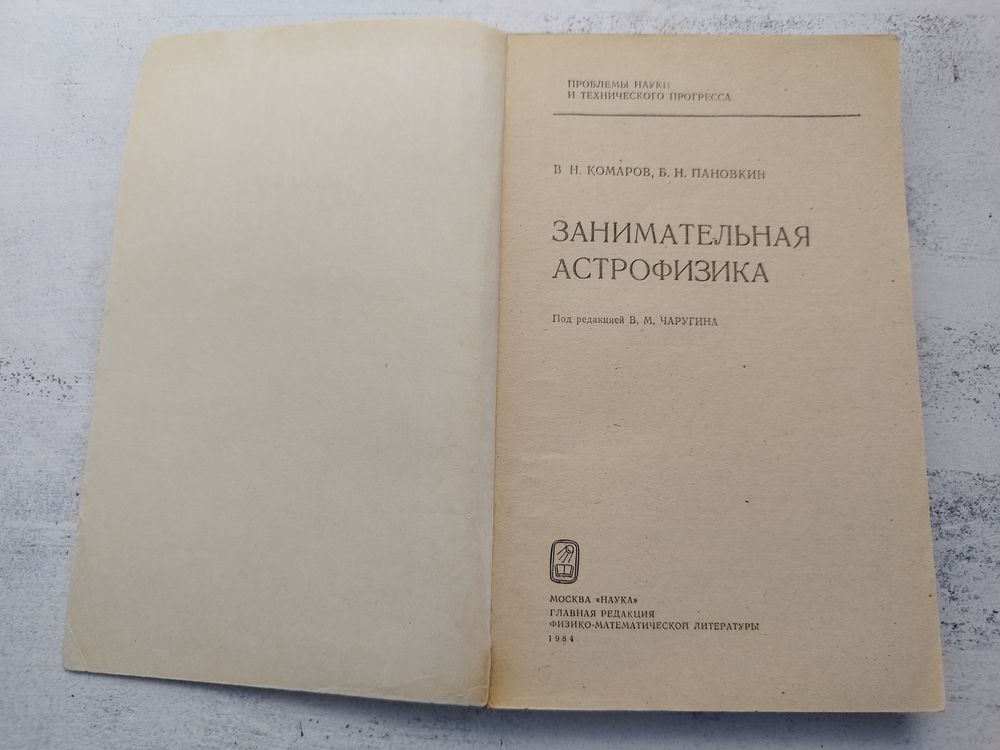 ПРОБЛЕМЫ НАУКИ
И ТЕХНИЧЕСКОГО ПРОГРЕССА
В Н. КОМАРОВ, Б. Н. ПАНОВКИН
ЗАНИМАТЕЛЬНАЯ
АСТРОФИЗИКА
Под редакцией В. М. ЧАРУГИНА
МОСКВА «НАУКА»
ГЛАВНАЯ РЕДАКЦИЯ
ФИЗИКО-МАТЕМАТИЧЕСКОЙ ЛИТЕРАТУРЫ
1984